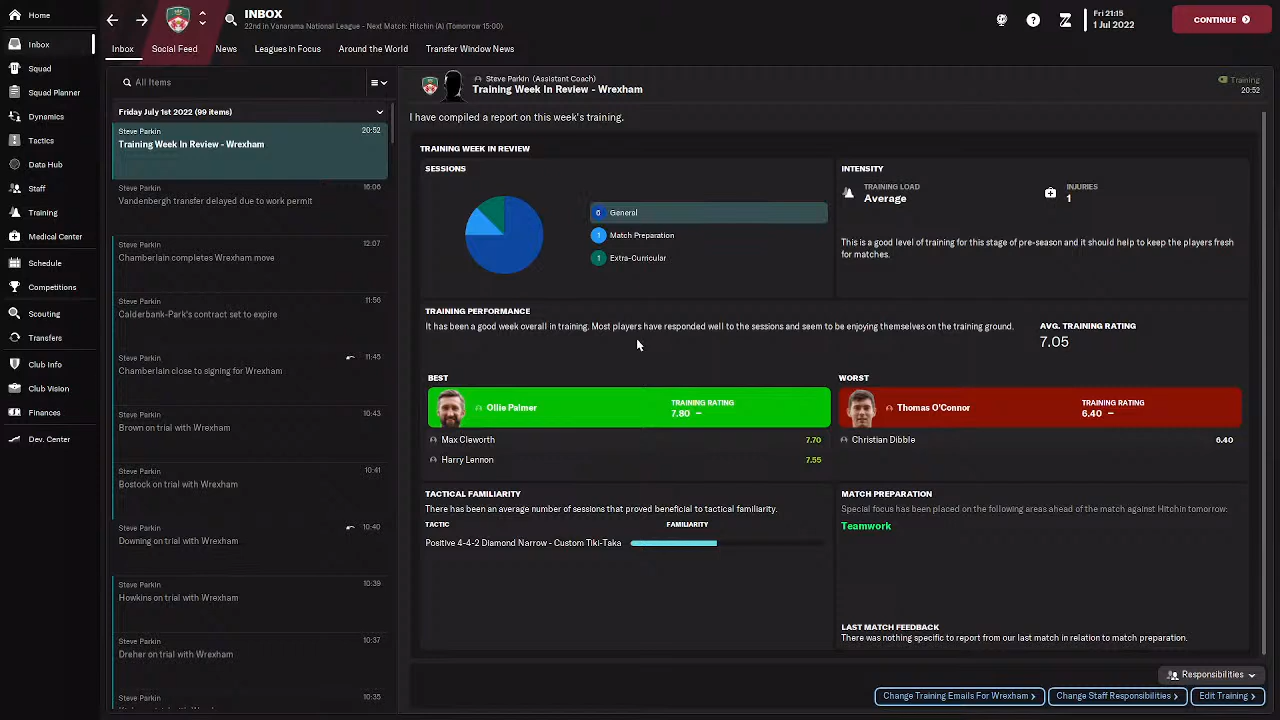 Home
INBOX
22nd in Vanarama National League - Next Match: Hitchin (A) (Tomorrow 15:00)
Fri 21:15
1 Jul 2022
CONTINUE
Inbox
Social Feed
News
Leagues in Focus
Around the World
Transfer Window News
Inbox
Squad
Squad Planner
Dynamics
Tactics
Data Hub
Staff
Training
Medical Center
Schedule
Competitions
Scouting
Transfers
Club Info
Club Vision
Finances
Dev. Center
All Items
Friday July 1st 2022 (99 items)
Steve Parkin 20:52
Training Week In Review - Wrexham
Steve Parkin 16:06
Vandenbergh transfer delayed due to work permit
Steve Parkin 12:07
Chamberlain completes Wrexham move
Steve Parkin 11:56
Calderbank-Park's contract set to expire
Steve Parkin 11:45
Chamberlain close to signing for Wrexham
Steve Parkin 10:43
Brown on trial with Wrexham
Steve Parkin 10:41
Bostock on trial with Wrexham
Steve Parkin 10:40
Downing on trial with Wrexham
Steve Parkin 10:39
Howkins on trial with Wrexham
Steve Parkin 10:37
Dreher on trial with Wrexham
Steve Parkin 10:35
Steve Parkin (Assistant Coach)
Training Week In Review - Wrexham
Training
20:52
I have compiled a report on this week's training.
TRAINING WEEK IN REVIEW
SESSIONS
6 General
1 Match Preparation
1 Extra-Curricular
INTENSITY
TRAINING LOAD
Average
INJURIES
1
This is a good level of training for this stage of pre-season and it should help to keep the players fresh
for matches.
TRAINING PERFORMANCE
It has been a good week overall in training. Most players have responded well to the sessions and seem to be enjoying themselves on the training ground.
AVG. TRAINING RATING
7.05
BEST
Ollie Palmer
TRAINING RATING
7.80 –
Max Cleworth 7.70
Harry Lennon 7.55
WORST
Thomas O'Connor
TRAINING RATING
6.40 –
Christian Dibble 6.40
TACTICAL FAMILIARITY
There has been an average number of sessions that proved beneficial to tactical familiarity.
TACTIC FAMILIARITY
Positive 4-4-2 Diamond Narrow - Custom Tiki-Taka
MATCH PREPARATION
Special focus has been placed on the following areas ahead of the match against Hitchin tomorrow:
Teamwork
LAST MATCH FEEDBACK
There was nothing specific to report from our last match in relation to match preparation.
Responsibilities
Change Training Emails For Wrexham
Change Staff Responsibilities
Edit Training